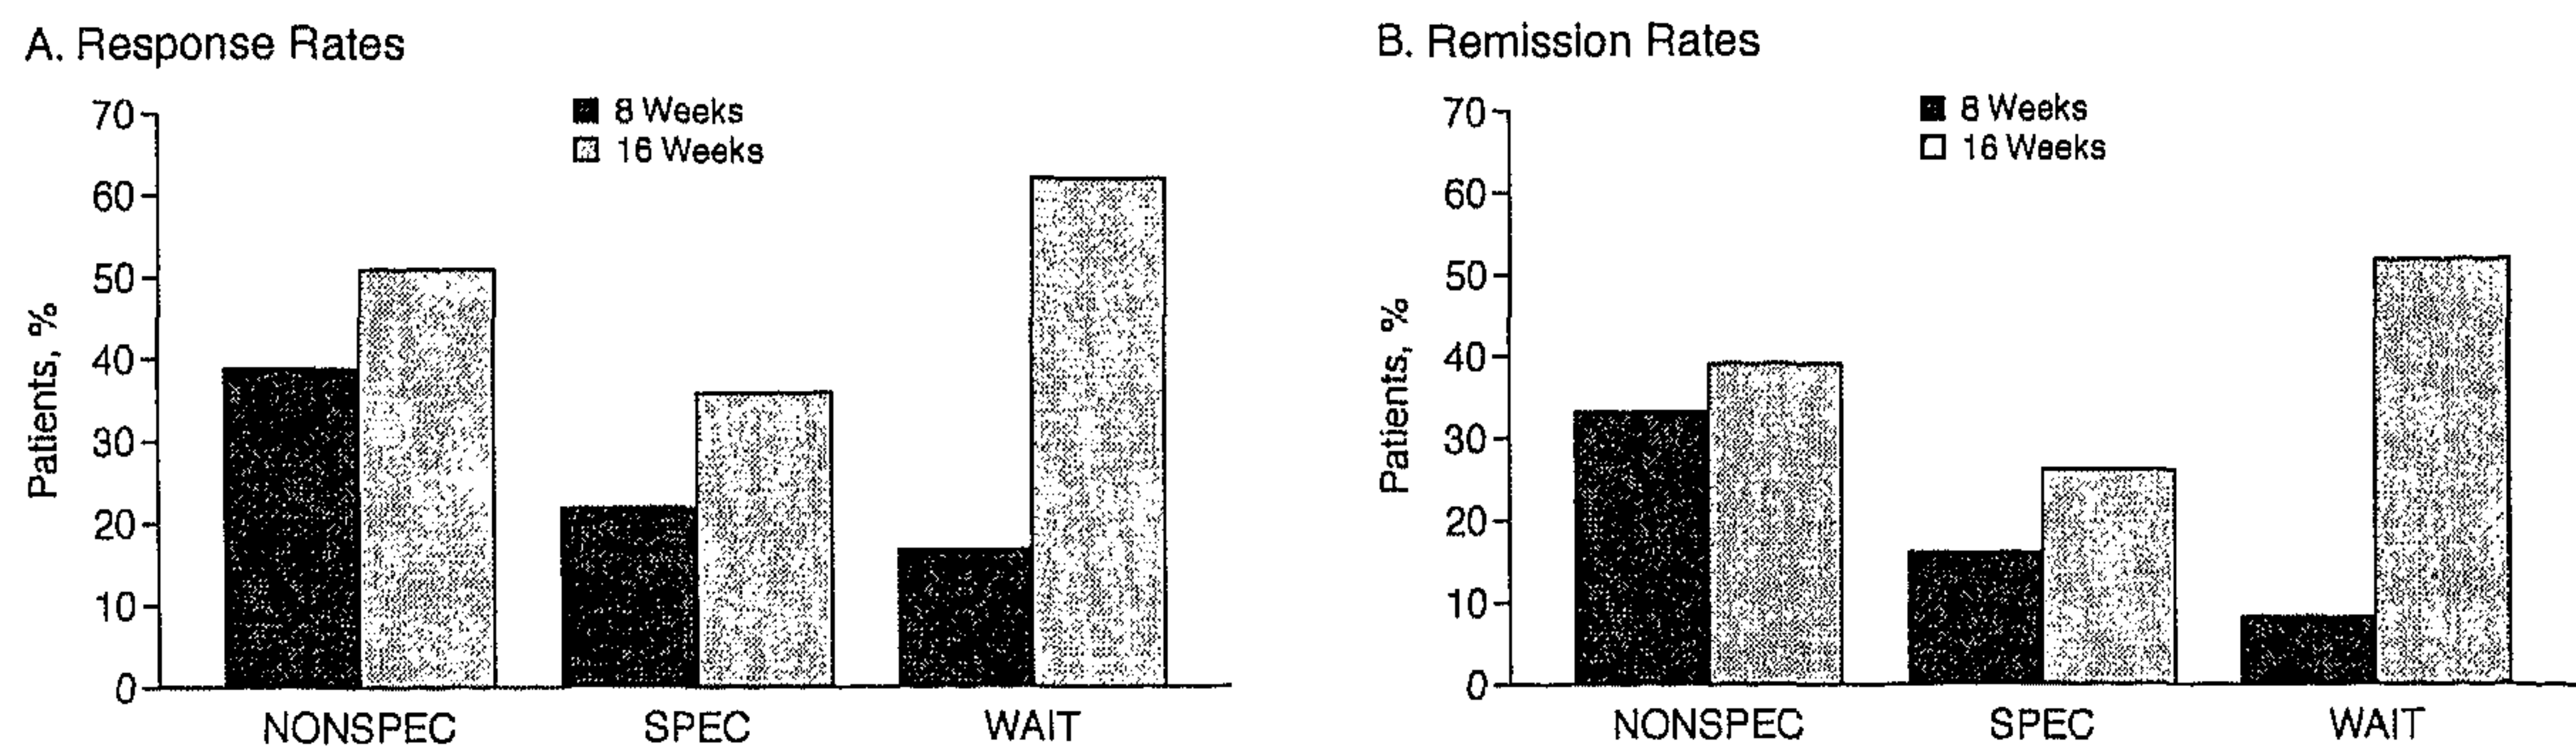 A. Response Rates
8 Weeks
16 Weeks
70
60
50
40
30
20
10
0
Patients, %
NONSPEC SPEC WAIT
B. Remission Rates
8 Weeks
16 Weeks
70
60
50
40
30
20
10
0
Patients, %
NONSPEC SPEC WAIT